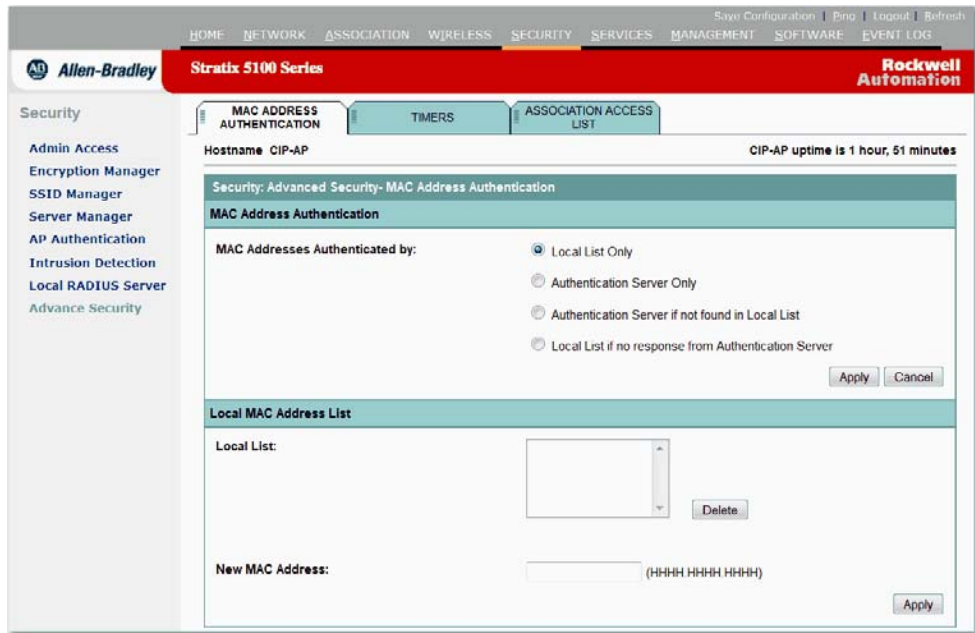 Save Configuration | Ping | Logout | Refresh
HOME NETWORK ASSOCIATION WIRELESS SECURITY SERVICES MANAGEMENT SOFTWARE EVENT LOG
AB Allen-Bradley
Stratix 5100 Series
Rockwell
Automation
Security
Admin Access
Encryption Manager
SSID Manager
Server Manager
AP Authentication
Intrusion Detection
Local RADIUS Server
Advance Security
MAC ADDRESS
AUTHENTICATION
TIMERS
ASSOCIATION ACCESS
LIST
Hostname CIP-AP
CIP-AP uptime is 1 hour, 51 minutes
Security: Advanced Security- MAC Address Authentication
MAC Address Authentication
MAC Addresses Authenticated by:
Local List Only
Authentication Server Only
Authentication Server if not found in Local List
Local List if no response from Authentication Server
Apply Cancel
Local MAC Address List
Local List:
Delete
New MAC Address:
(HHHH.HHHH.HHHH)
Apply